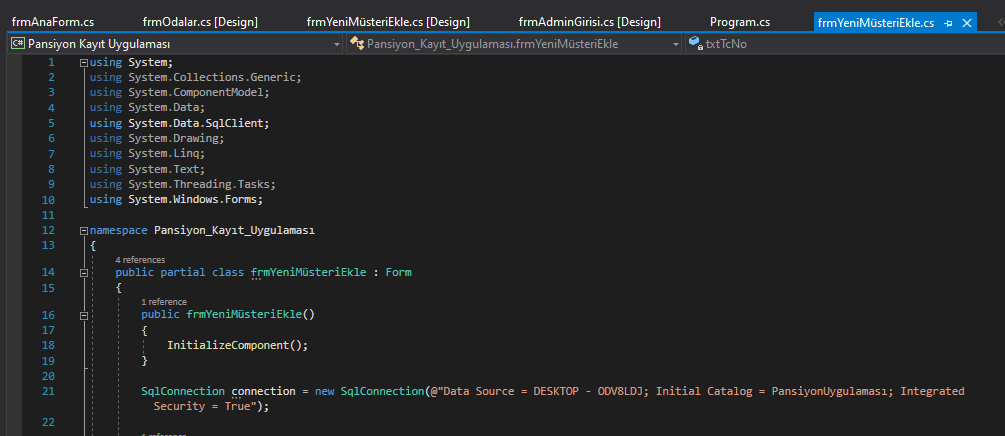 frmAnaForm.cs frmOdalar.cs [Design] frmYeniMüsteriEkle.cs [Design] frmAdminGirisi.cs [Design] Program.cs frmYeniMüsteriEkle.cs
C# Pansiyon Kayıt Uygulaması Pansiyon_Kayıt_Uygulaması.frmYeniMüsteriEkle txtTcNo
1 using System;
2 using System.Collections.Generic;
3 using System.ComponentModel;
4 using System.Data;
5 using System.Data.SqlClient;
6 using System.Drawing;
7 using System.Linq;
8 using System.Text;
9 using System.Threading.Tasks;
10 using System.Windows.Forms;
11
12 namespace Pansiyon_Kayıt_Uygulaması
13 {
4 references
14 public partial class frmYeniMüsteriEkle : Form
15 {
1 reference
16 public frmYeniMüsteriEkle()
17 {
18 InitializeComponent();
19 }
20
21 SqlConnection connection = new SqlConnection(@"Data Source = DESKTOP - ODV8LDJ; Initial Catalog = PansiyonUygulaması; Integrated
Security = True");
22